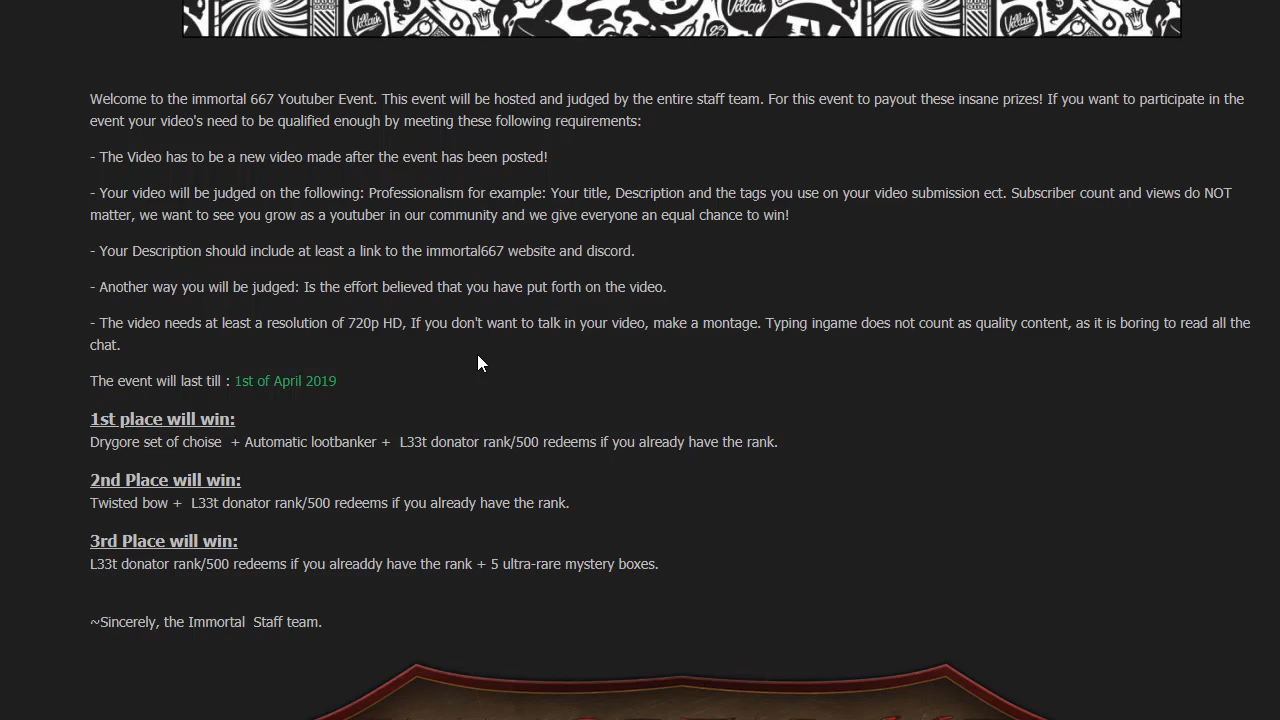 Villain Villain Villain
23
Welcome to the immortal 667 Youtuber Event. This event will be hosted and judged by the entire staff team. For this event to payout these insane prizes! If you want to participate in the
event your video's need to be qualified enough by meeting these following requirements:
- The Video has to be a new video made after the event has been posted!
- Your video will be judged on the following: Professionalism for example: Your title, Description and the tags you use on your video submission ect. Subscriber count and views do NOT
matter, we want to see you grow as a youtuber in our community and we give everyone an equal chance to win!
- Your Description should include at least a link to the immortal667 website and discord.
- Another way you will be judged: Is the effort believed that you have put forth on the video.
- The video needs at least a resolution of 720p HD, If you don't want to talk in your video, make a montage. Typing ingame does not count as quality content, as it is boring to read all the
chat.
The event will last till : 1st of April 2019
1st place will win:
Drygore set of choise + Automatic lootbanker + L33t donator rank/500 redeems if you already have the rank.
2nd Place will win:
Twisted bow + L33t donator rank/500 redeems if you already have the rank.
3rd Place will win:
L33t donator rank/500 redeems if you alreaddy have the rank + 5 ultra-rare mystery boxes.
~Sincerely, the Immortal Staff team.